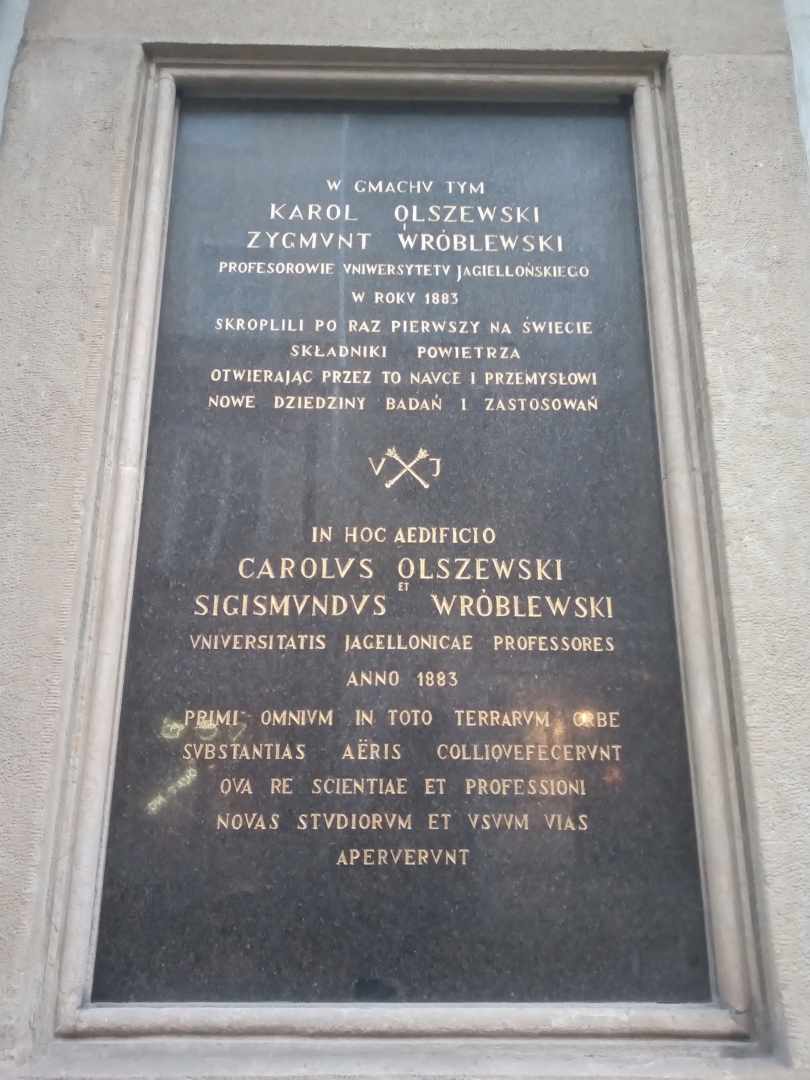 W GMACHV TYM
KAROL OLSZEWSKI
I
ZYGMVNT WRÓBLEWSKI
PROFESOROWIE VNIWERSYTETV JAGIELLOŃSKIEGO
W ROKV 1883
SKROPLILI PO RAZ PIERWSZY NA ŚWIECIE
SKŁADNIKI POWIETRZA
OTWIERAJĄC PRZEZ TO NAVCE I PRZEMYSŁOWI
NOWE DZIEDZINY BADAŃ I ZASTOSOWAŃ
V J
IN HOC AEDIFICIO
CAROLVS OLSZEWSKI
ET
SIGISMVNDVS WRÓBLEWSKI
VNIVERSITATIS JAGELLONICAE PROFESSORES
ANNO 1883
PRIMI OMNIVM IN TOTO TERRARVM ORBE
SVBSTANTIAS AËRIS COLLIQVEFECERVNT
QVA RE SCIENTIAE ET PROFESSIONI
NOVAS STVDIORVM ET VSVVM VIAS
APERVERVNT